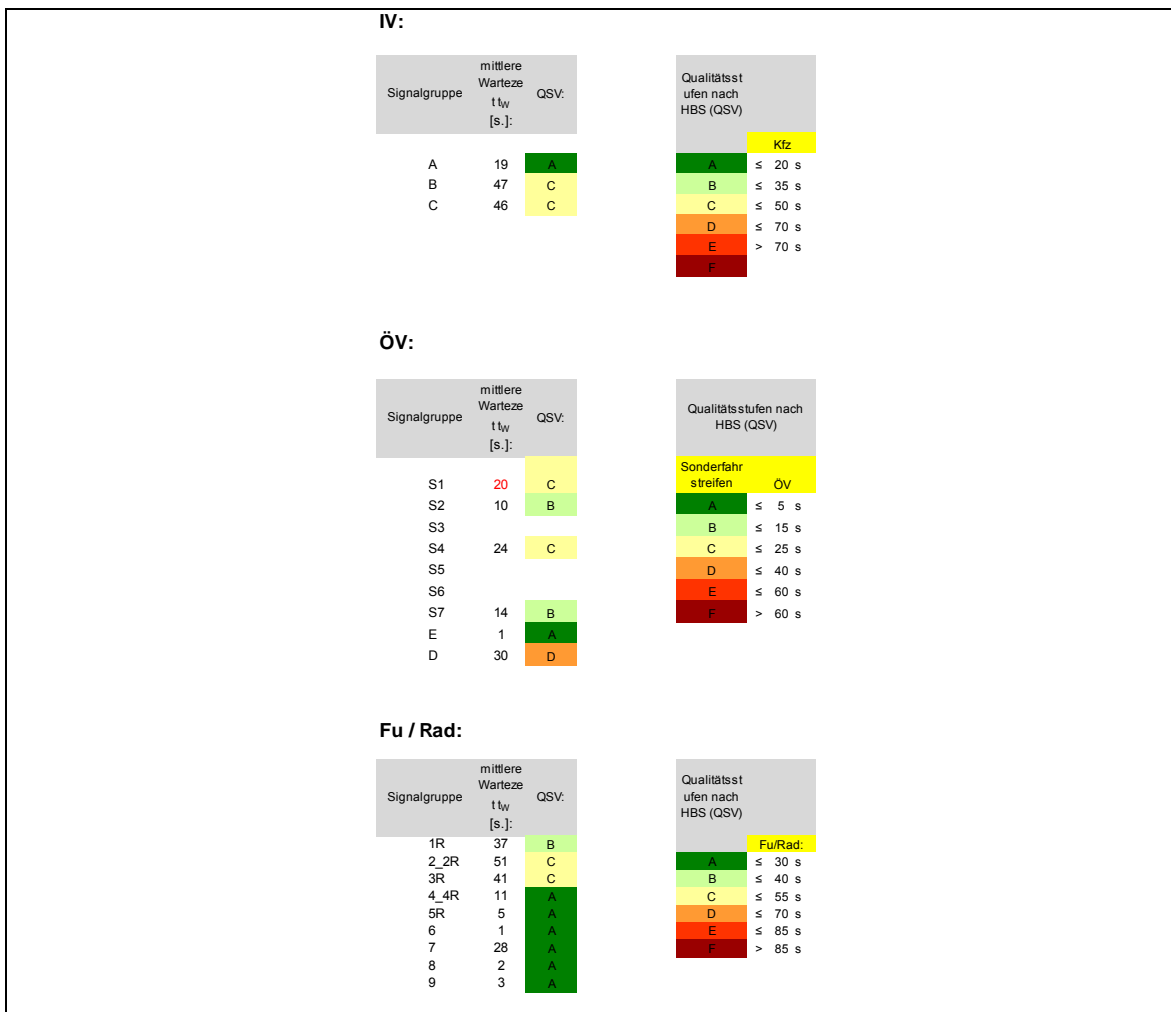 IV:
Signalgruppe mittlere Warteze t tW [s.]: QSV:
A 19 A
B 47 C
C 46 C
Qualitätsst
ufen nach
HBS (QSV)
Kfz
A ≤ 20 s
B ≤ 35 s
C ≤ 50 s
D ≤ 70 s
E > 70 s
F
ÖV:
Signalgruppe mittlere Warteze t tW [s.]: QSV:
S1 20 C
S2 10 B
S3
S4 24 C
S5
S6
S7 14 B
E 1 A
D 30 D
Qualitätsstufen nach
HBS (QSV)
Sonderfahr
streifen ÖV
A ≤ 5 s
B ≤ 15 s
C ≤ 25 s
D ≤ 40 s
E ≤ 60 s
F > 60 s
Fu / Rad:
Signalgruppe mittlere Warteze t tW [s.]: QSV:
1R 37 B
2_2R 51 C
3R 41 C
4_4R 11 A
5R 5 A
6 1 A
7 28 A
8 2 A
9 3 A
Qualitätsst
ufen nach
HBS (QSV)
Fu/Rad:
A ≤ 30 s
B ≤ 40 s
C ≤ 55 s
D ≤ 70 s
E ≤ 85 s
F > 85 s